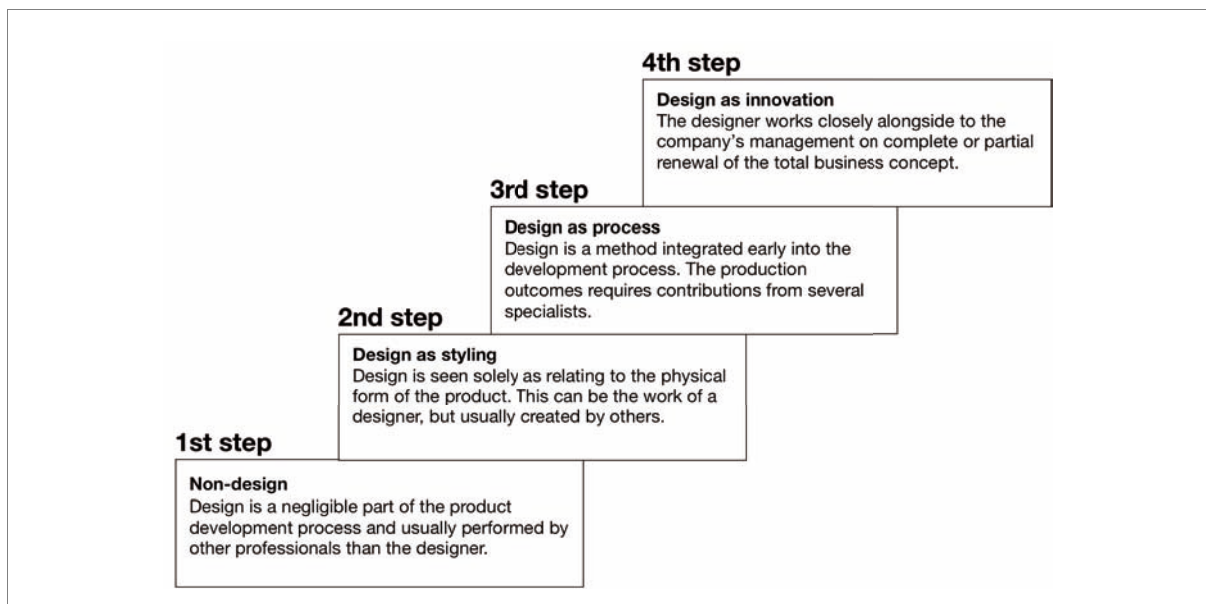 4th step
Design as innovation
The designer works closely alongside to the
company's management on complete or partial
renewal of the total business concept.
3rd step
Design as process
Design is a method integrated early into the
development process. The production
outcomes requires contributions from several
specialists.
2nd step
Design as styling
Design is seen solely as relating to the physical
form of the product. This can be the work of a
designer, but usually created by others.
1st step
Non-design
Design is a negligible part of the product
development process and usually performed by
other professionals than the designer.